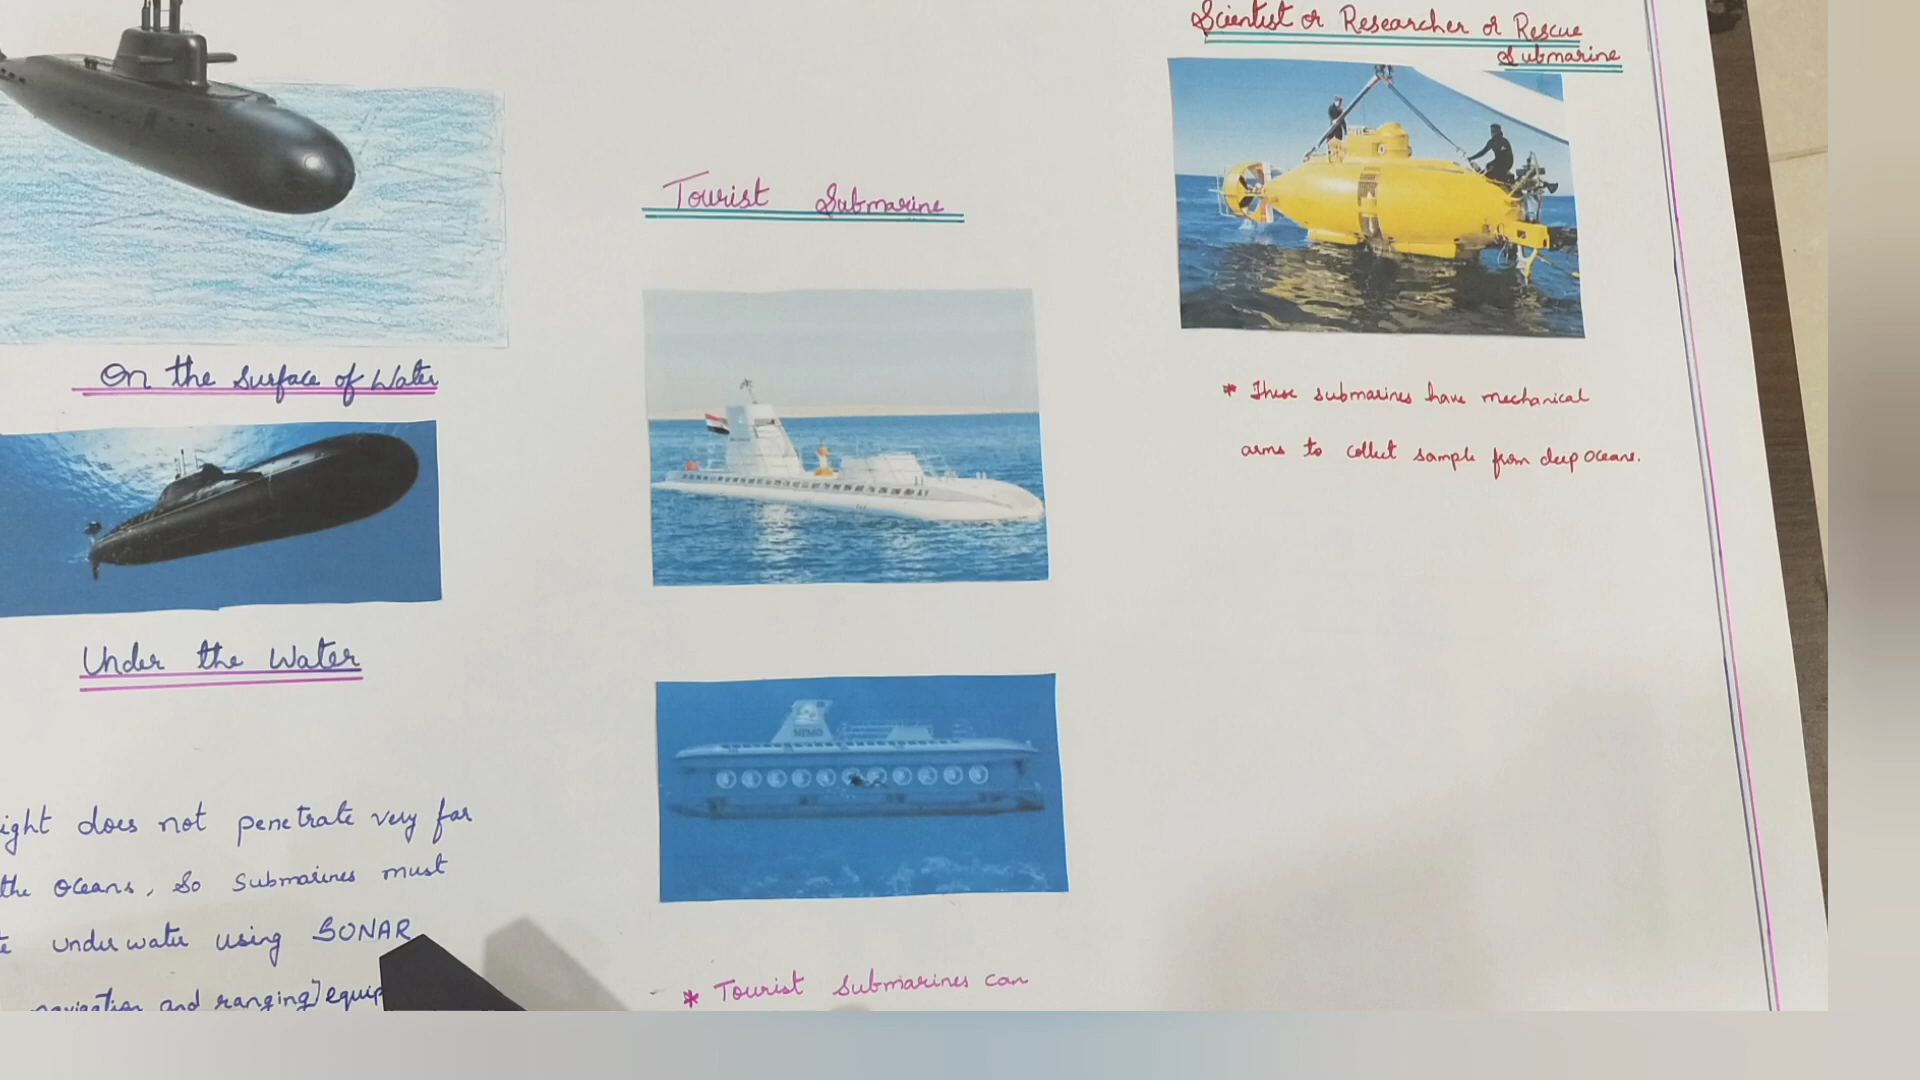 Scientist or Researcher or Rescue
Submarine
Tourist Submarine
On the Surface of Water
* These submarines have mechanical
arms to collect sample from deep oceans.
Under the Water
NEMO
ight does not penetrate very far
the oceans, So Submarines must
te under water using SONAR
navigation and ranging] equip
* Tourist Submarines can